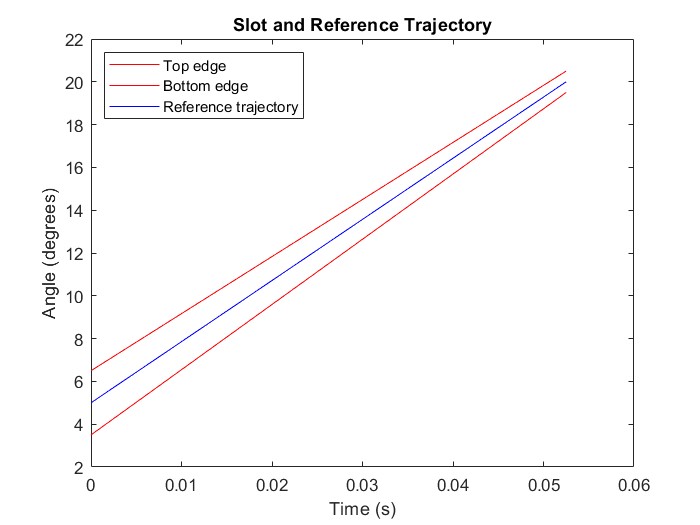 Slot and Reference Trajectory
22
20
18
16
14
12
10
8
6
4
2
Angle (degrees)
Top edge
Bottom edge
Reference trajectory
0 0.01 0.02 0.03 0.04 0.05 0.06
Time (s)